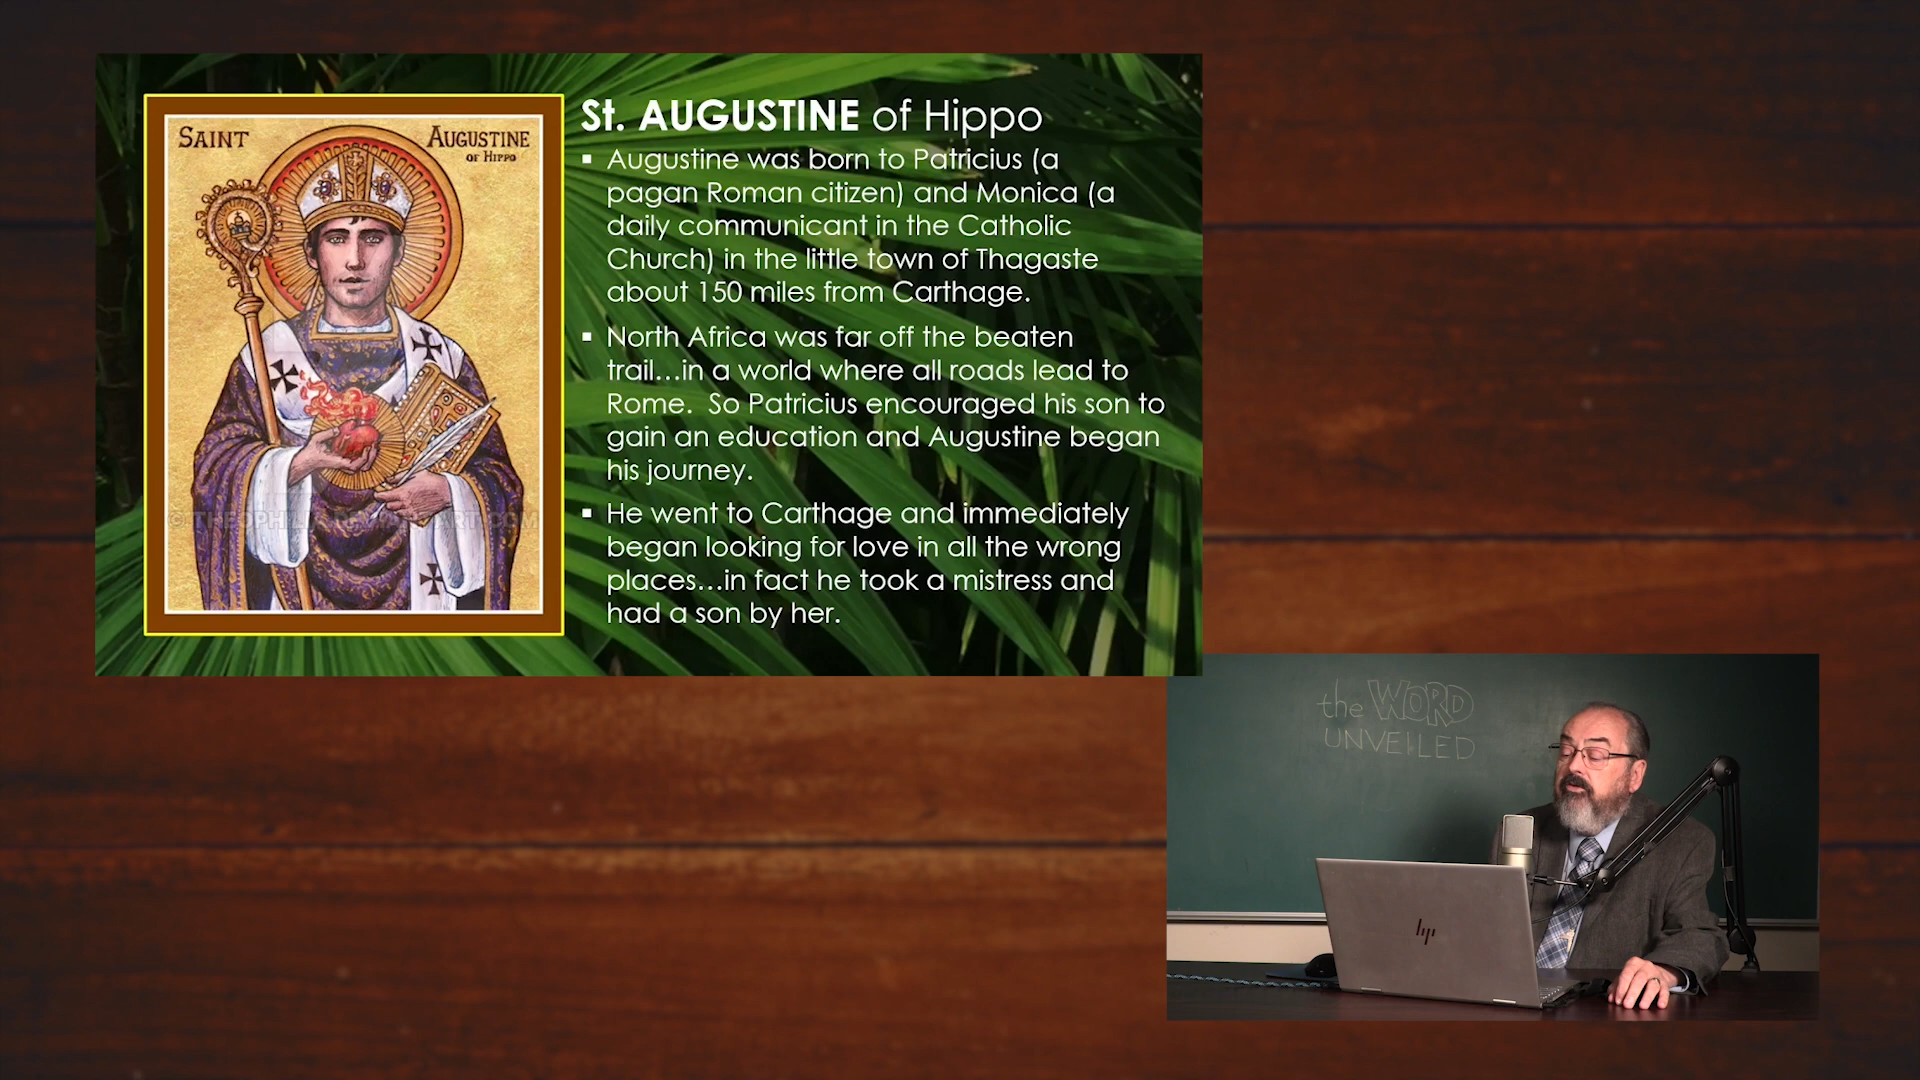 SAINT
AUGUSTINE
OF HIPPO
St. AUGUSTINE of Hippo
▪ Augustine was born to Patricius (a
pagan Roman citizen) and Monica (a
daily communicant in the Catholic
Church) in the little town of Thagaste
about 150 miles from Carthage.
▪ North Africa was far off the beaten
trail…in a world where all roads lead to
Rome.  So Patricius encouraged his son to
gain an education and Augustine began
his journey.
▪ He went to Carthage and immediately
began looking for love in all the wrong
places…in fact he took a mistress and
had a son by her.
the WORD
UNVEILED
hp